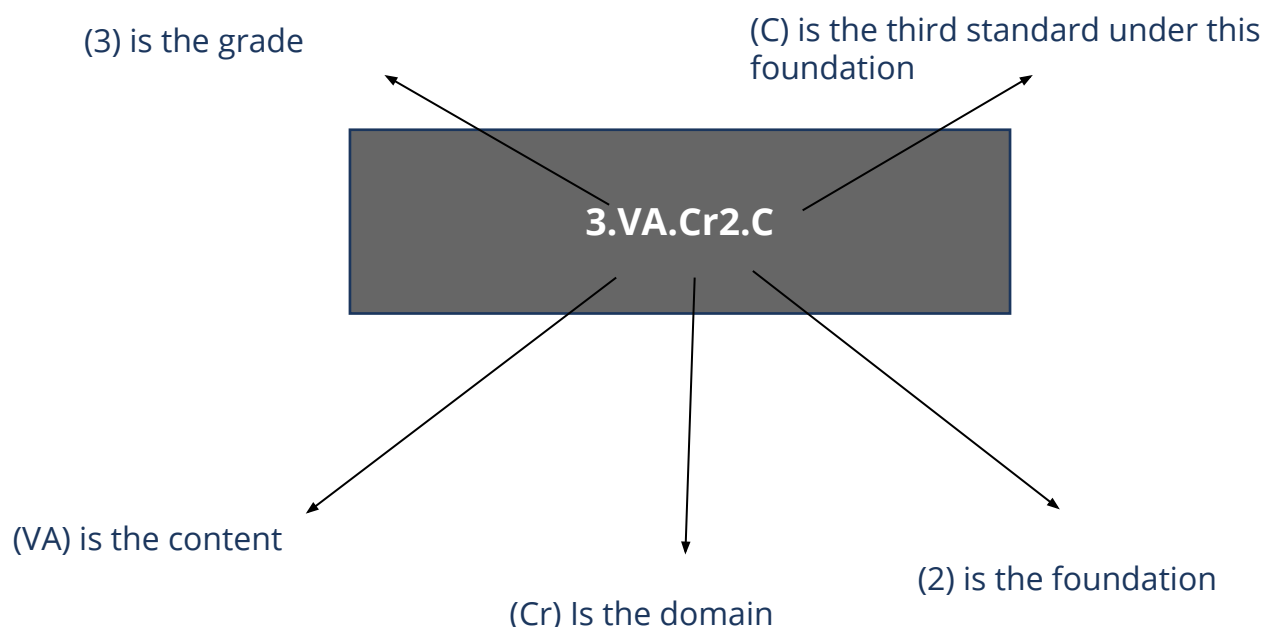 (3) is the grade
(C) is the third standard under this
foundation
3.VA.Cr2.C
(VA) is the content
(2) is the foundation
(Cr) Is the domain